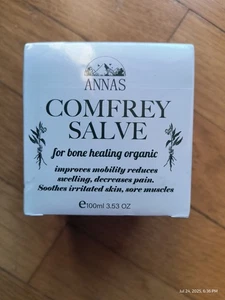 ANNAS
COMFREY
SALVE
for bone healing organic
improves mobility reduces
swelling, decreases pain.
Soothes irritated skin, sore muscles
℮100ml 3.53 OZ
Jul 24, 2025, 6:39 PM